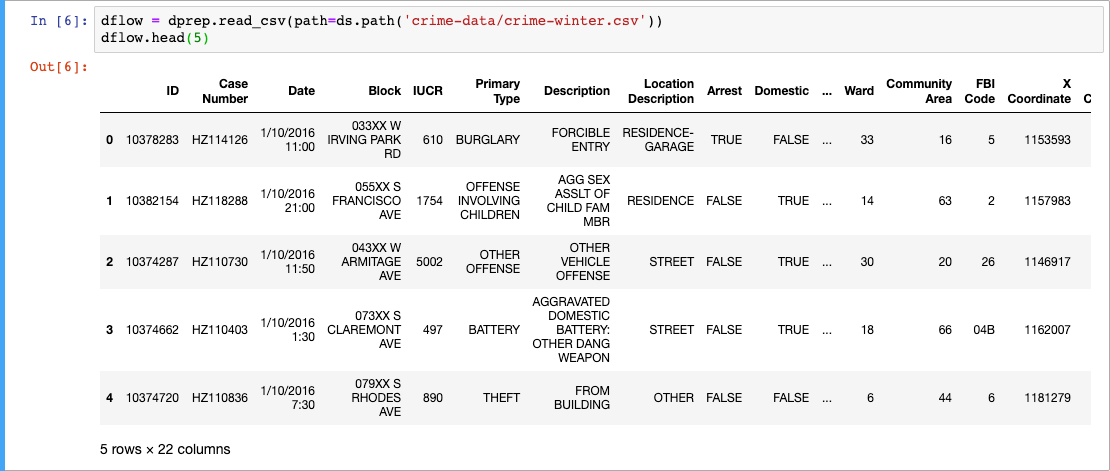 In [6]: dflow = dprep.read_csv(path=ds.path('crime-data/crime-winter.csv'))
dflow.head(5)
Out[6]:
ID Case Number Date Block IUCR Primary Type Description Location Description Arrest Domestic ... Ward Community Area FBI Code X Coordinate C
0 10378283 HZ114126 1/10/2016 11:00 033XX W IRVING PARK RD 610 BURGLARY FORCIBLE ENTRY RESIDENCE-GARAGE TRUE FALSE ... 33 16 5 1153593
1 10382154 HZ118288 1/10/2016 21:00 055XX S FRANCISCO AVE 1754 OFFENSE INVOLVING CHILDREN AGG SEX ASSLT OF CHILD FAM MBR RESIDENCE FALSE TRUE ... 14 63 2 1157983
2 10374287 HZ110730 1/10/2016 11:50 043XX W ARMITAGE AVE 5002 OTHER OFFENSE OTHER VEHICLE OFFENSE STREET FALSE TRUE ... 30 20 26 1146917
3 10374662 HZ110403 1/10/2016 1:30 073XX S CLAREMONT AVE 497 BATTERY AGGRAVATED DOMESTIC BATTERY: OTHER DANG WEAPON STREET FALSE TRUE ... 18 66 04B 1162007
4 10374720 HZ110836 1/10/2016 7:30 079XX S RHODES AVE 890 THEFT FROM BUILDING OTHER FALSE FALSE ... 6 44 6 1181279
5 rows × 22 columns